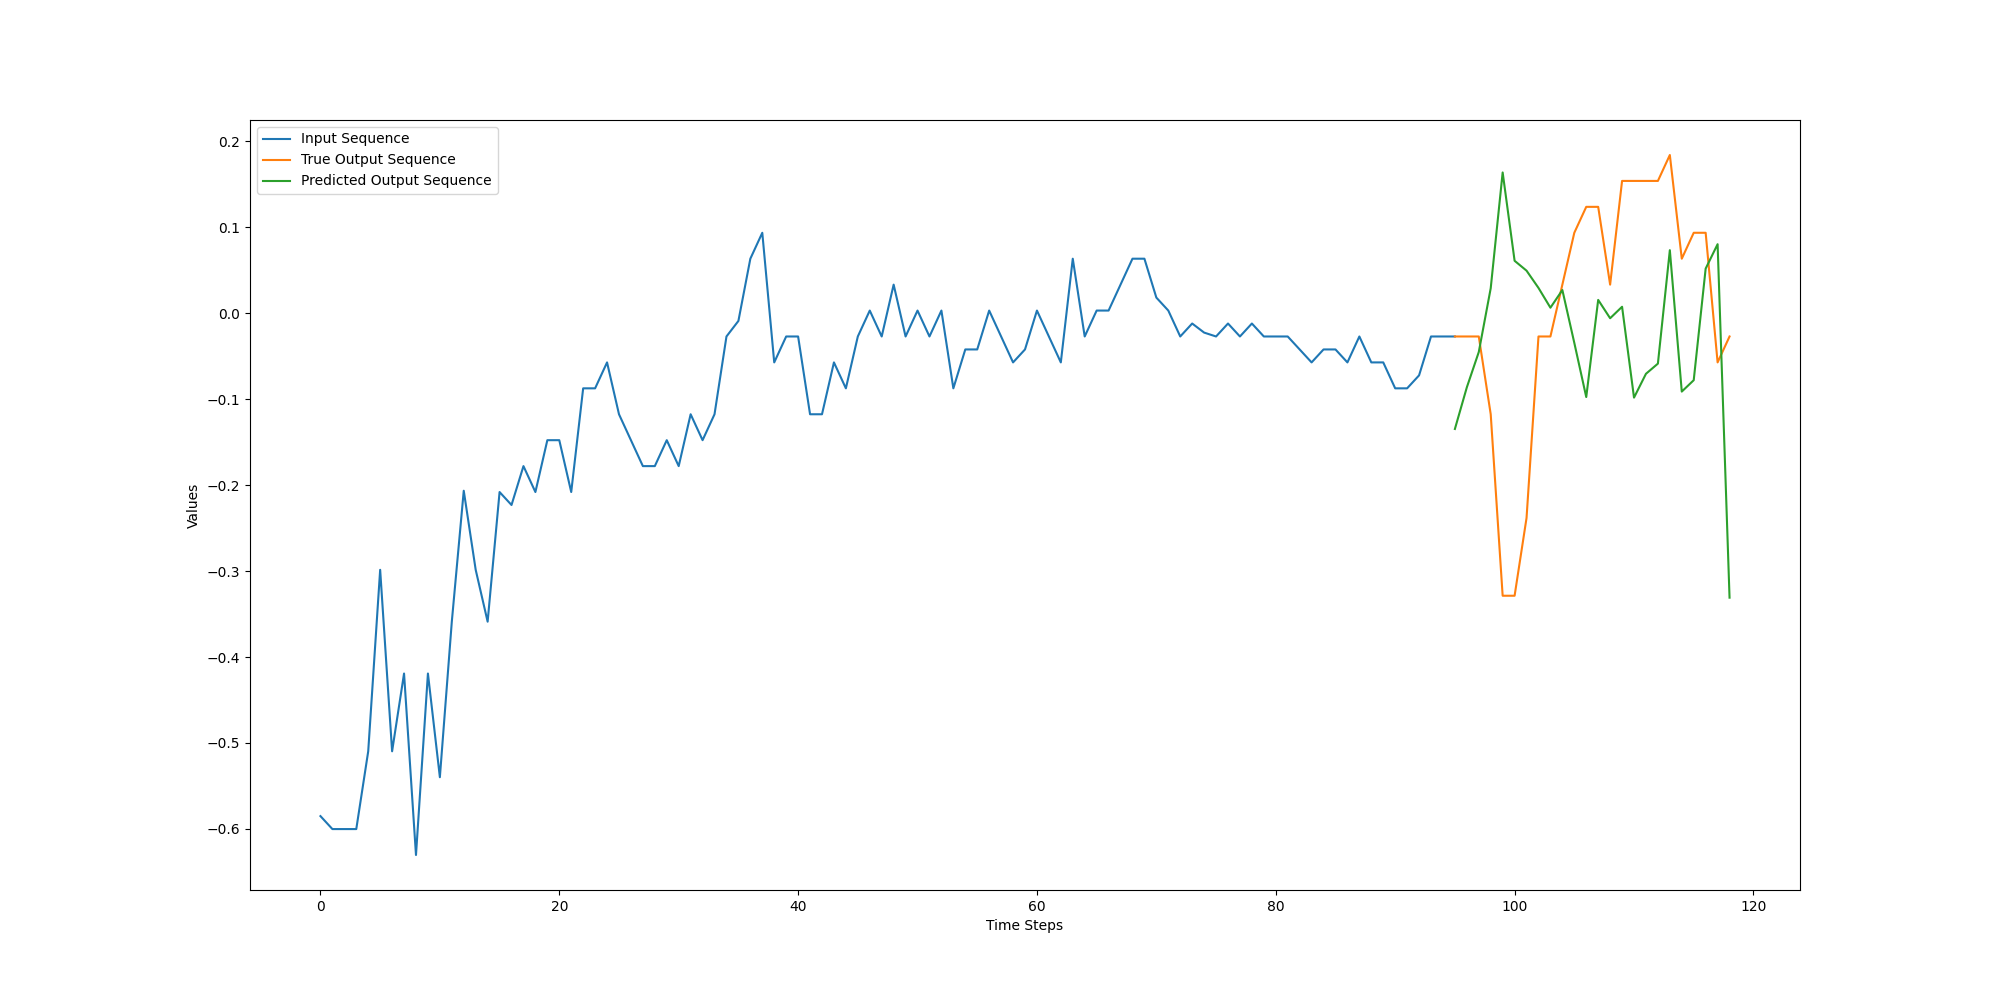 Input Sequence
True Output Sequence
Predicted Output Sequence
0.2
0.1
0.0
−0.1
−0.2
−0.3
−0.4
−0.5
−0.6
Values
0 20 40 60 80 100 120
Time Steps